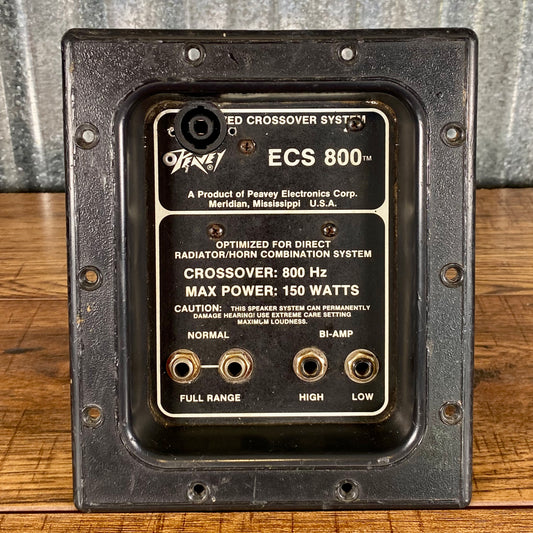 ZED CROSSOVER SYSTEM
PEAVEY ® ECS 800™
A Product of Peavey Electronics Corp.
Meridian, Mississippi U.S.A.
OPTIMIZED FOR DIRECT
RADIATOR/HORN COMBINATION SYSTEM
CROSSOVER: 800 Hz
MAX POWER: 150 WATTS
CAUTION: THIS SPEAKER SYSTEM CAN PERMANENTLY
DAMAGE HEARING! USE EXTREME CARE SETTING
MAXIMUM LOUDNESS.
NORMAL BI-AMP
FULL RANGE HIGH LOW